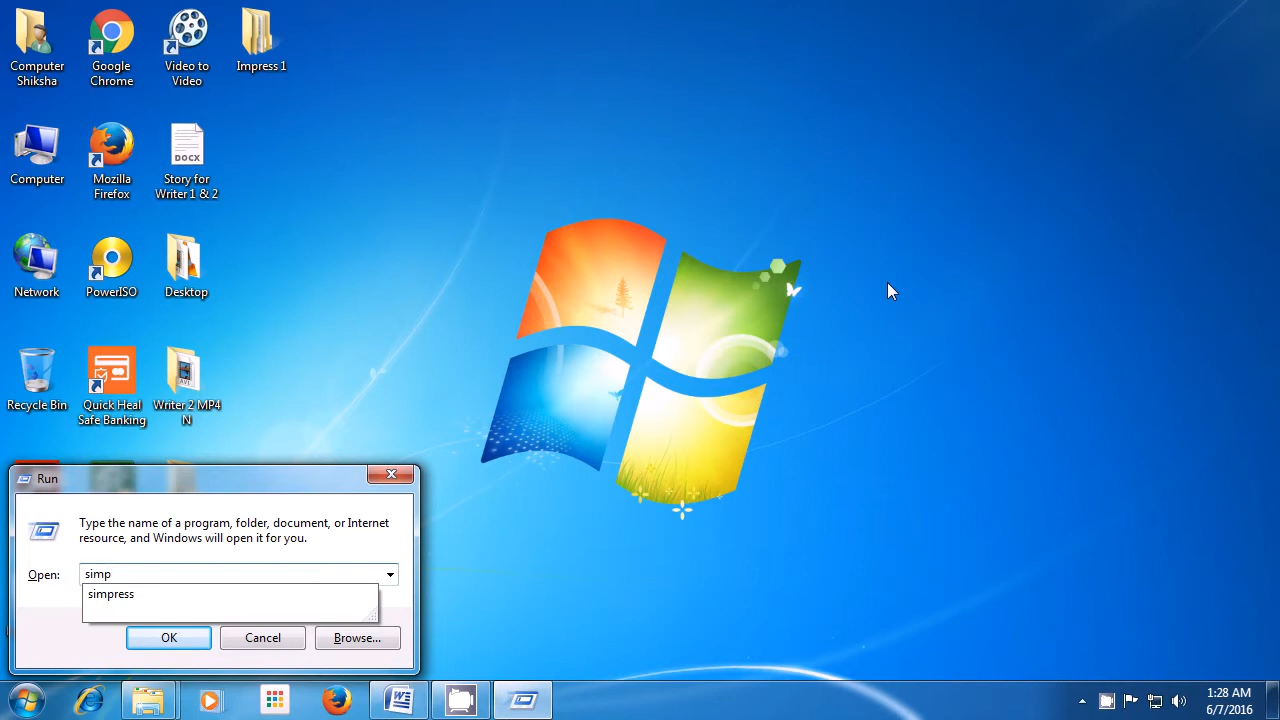 Computer
Shiksha
Google
Chrome
Video to
Video
Impress 1
Computer
Mozilla
Firefox
DOCX
Story for
Writer 1 & 2
Network
PowerISO
Desktop
Recycle Bin
Quick Heal
Safe Banking
Writer 2 MP4
N
Run
Type the name of a program, folder, document, or Internet
resource, and Windows will open it for you.
Open:
simp
simpress
OK
Cancel
Browse...
1:28 AM
6/7/2016